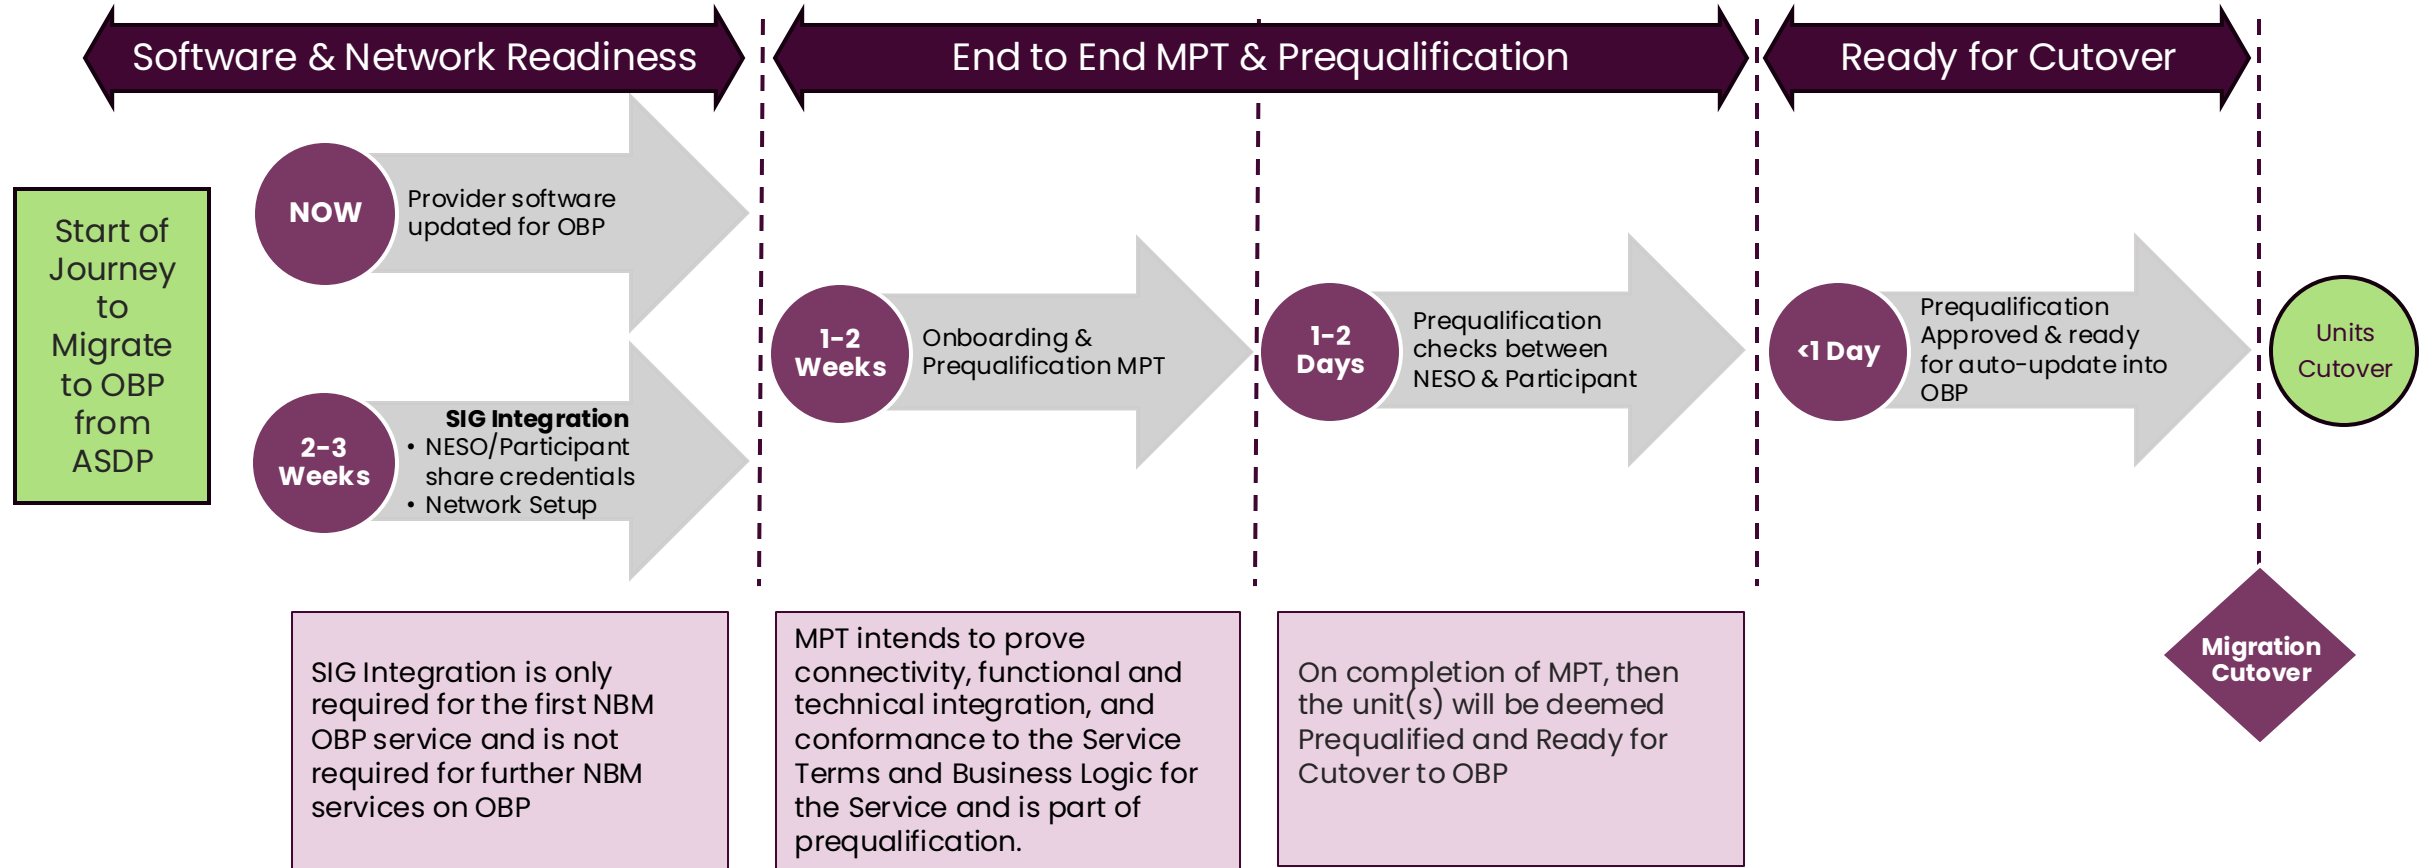 Software & Network Readiness
End to End MPT & Prequalification
Ready for Cutover
Start of
Journey
to
Migrate
to OBP
from
ASDP
NOW
Provider software
updated for OBP
2-3
Weeks
SIG Integration
• NESO/Participant
share credentials
• Network Setup
1-2
Weeks
Onboarding &
Prequalification MPT
1-2
Days
Prequalification
checks between
NESO & Participant
<1 Day
Prequalification
Approved & ready
for auto-update into
OBP
Units
Cutover
SIG Integration is only
required for the first NBM
OBP service and is not
required for further NBM
services on OBP
MPT intends to prove
connectivity, functional and
technical integration, and
conformance to the Service
Terms and Business Logic for
the Service and is part of
prequalification.
On completion of MPT, then
the unit(s) will be deemed
Prequalified and Ready for
Cutover to OBP
Migration
Cutover